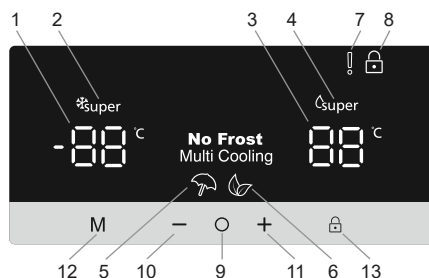 1 2 3 4 7 8
super super
-88 °C 88 °C
No Frost
Multi Cooling
M − O +
12 5 10 9 11 6 13